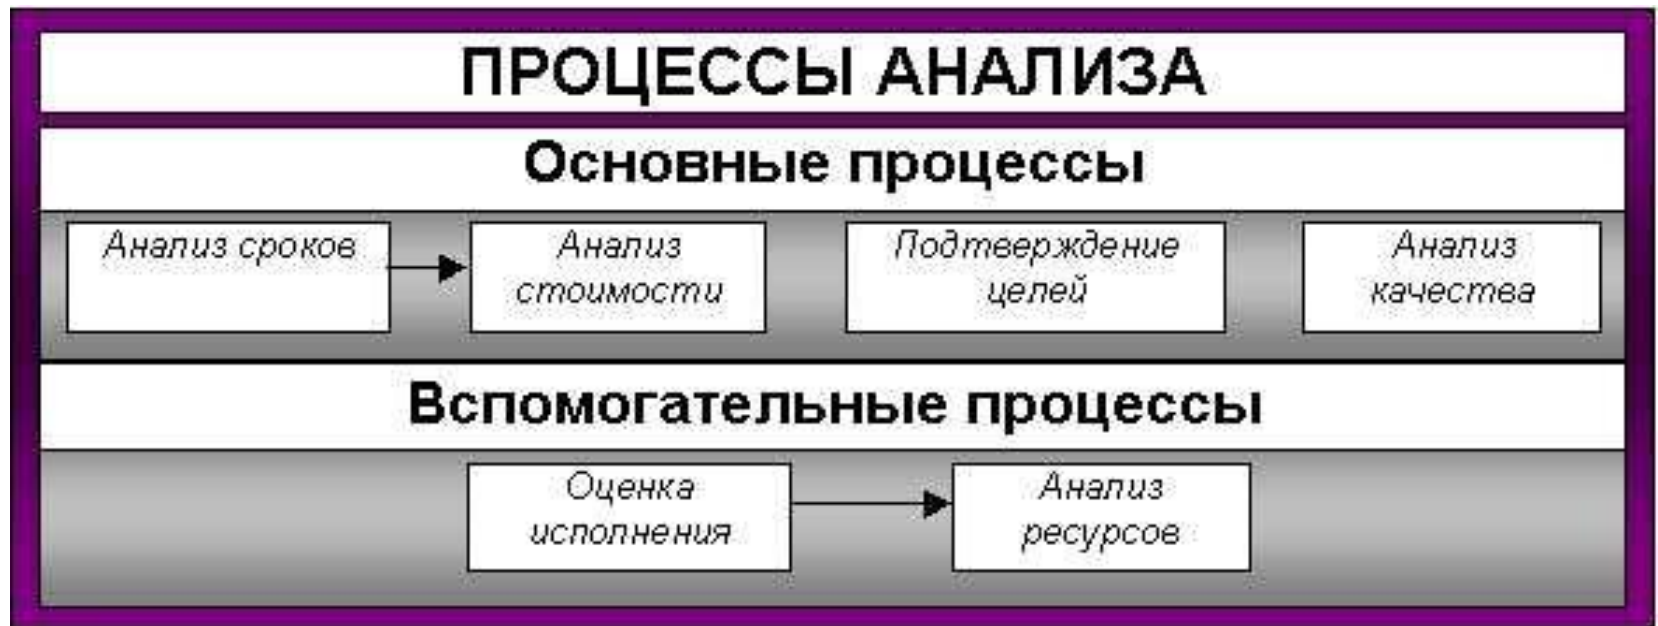 ПРОЦЕССЫ АНАЛИЗА
Основные процессы
Анализ сроков
Анализ
стоимости
Подтверждение
целей
Анализ
качества
Вспомогательные процессы
Оценка
исполнения
Анализ
ресурсов